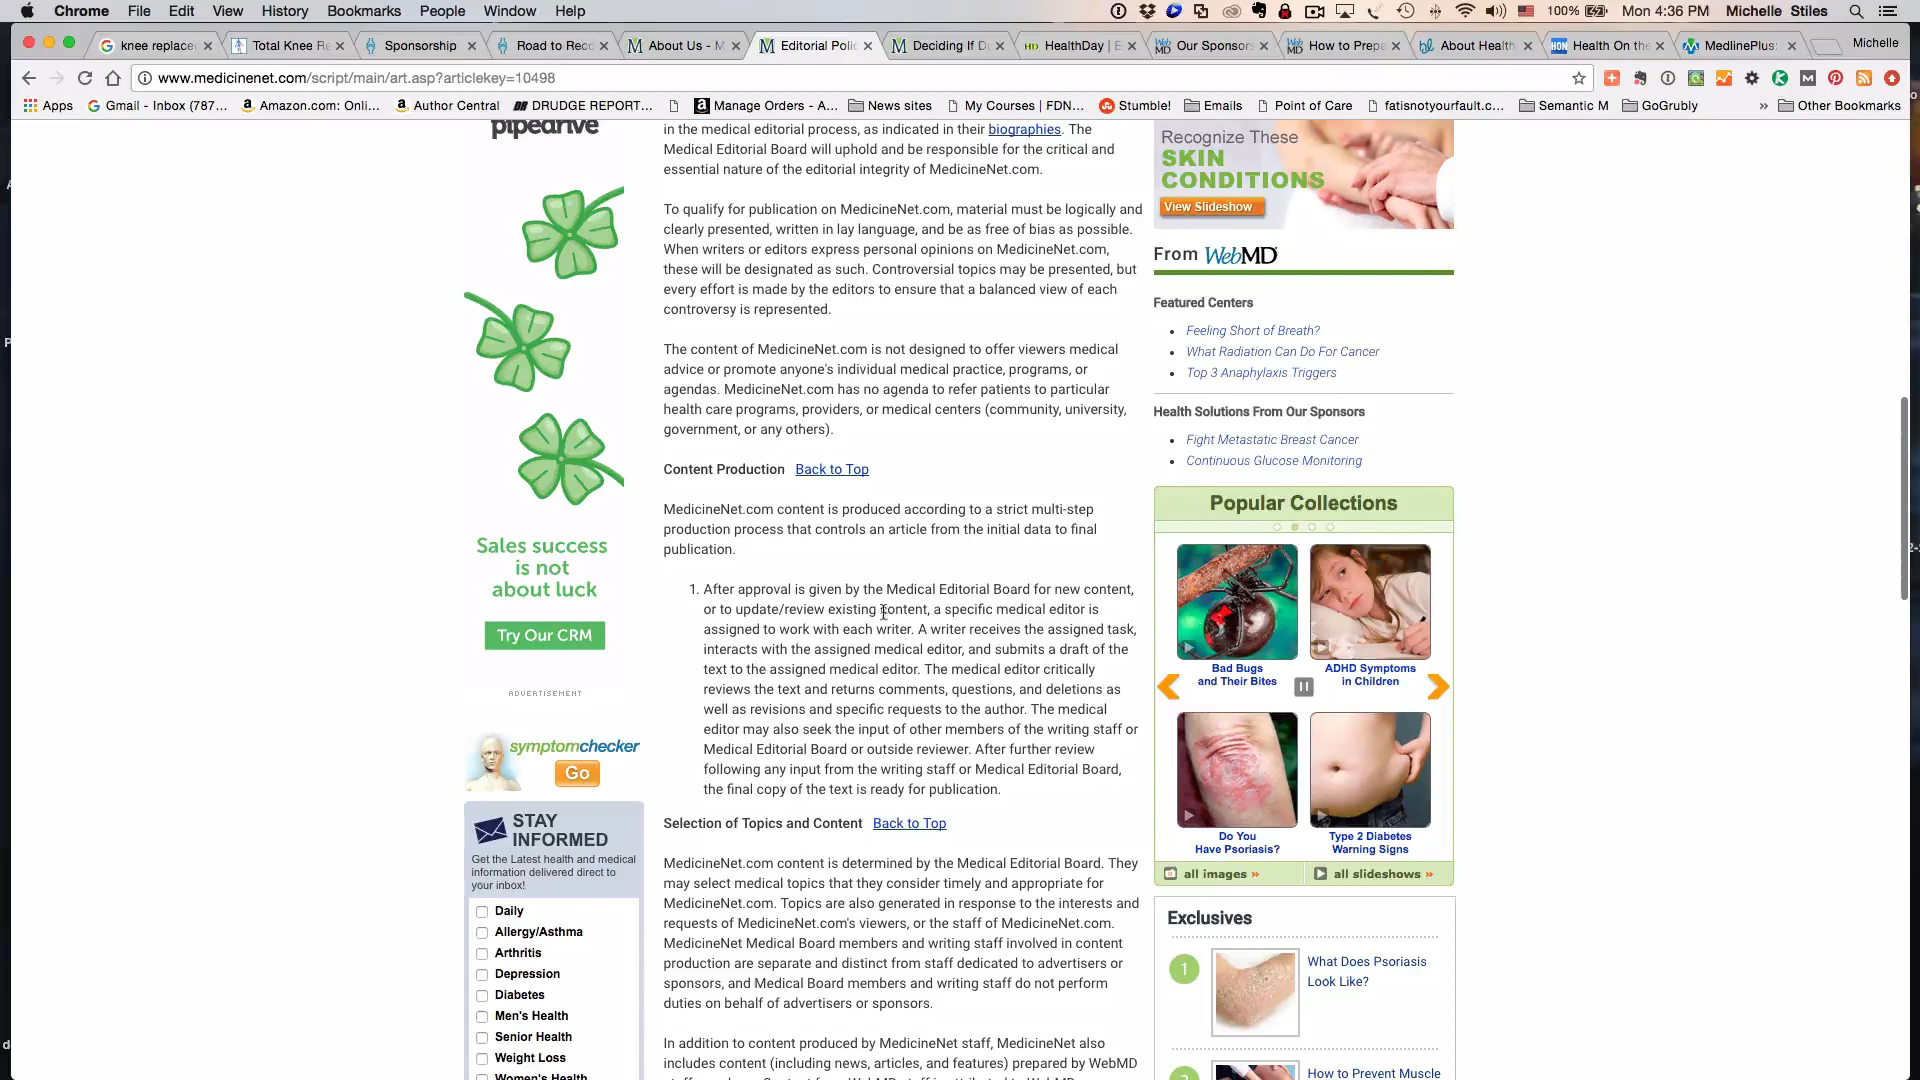 Chrome File Edit View History Bookmarks People Window Help
100% Mon 4:36 PM Michelle Stiles
knee replace
Total Knee Re
Sponsorship
Road to Reco
About Us - M
Editorial Polic
Deciding If D
HealthDay | E
Our Sponsors
How to Prepa
About Health
Health On the
MedlinePlus:
Michelle
www.medicinenet.com/script/main/art.asp?articlekey=10498
Apps Gmail - Inbox (787... Amazon.com: Onli... Author Central DRUDGE REPORT... Manage Orders - A... News sites My Courses | FDN... Stumble! Emails Point of Care fatisnotyourfault.c... Semantic M GoGrubly » Other Bookmarks
pipedrive
Sales success
is not
about luck
Try Our CRM
ADVERTISEMENT
symptomchecker
Go
STAY
INFORMED
Get the Latest health and medical
information delivered direct to
your inbox!
Daily
Allergy/Asthma
Arthritis
Depression
Diabetes
Men's Health
Senior Health
Weight Loss
Women's Health
in the medical editorial process, as indicated in their biographies. The
Medical Editorial Board will uphold and be responsible for the critical and
essential nature of the editorial integrity of MedicineNet.com.
To qualify for publication on MedicineNet.com, material must be logically and
clearly presented, written in lay language, and be as free of bias as possible.
When writers or editors express personal opinions on MedicineNet.com,
these will be designated as such. Controversial topics may be presented, but
every effort is made by the editors to ensure that a balanced view of each
controversy is represented.
The content of MedicineNet.com is not designed to offer viewers medical
advice or promote anyone's individual medical practice, programs, or
agendas. MedicineNet.com has no agenda to refer patients to particular
health care programs, providers, or medical centers (community, university,
government, or any others).
Content Production Back to Top
MedicineNet.com content is produced according to a strict multi-step
production process that controls an article from the initial data to final
publication.
1. After approval is given by the Medical Editorial Board for new content,
or to update/review existing content, a specific medical editor is
assigned to work with each writer. A writer receives the assigned task,
interacts with the assigned medical editor, and submits a draft of the
text to the assigned medical editor. The medical editor critically
reviews the text and returns comments, questions, and deletions as
well as revisions and specific requests to the author. The medical
editor may also seek the input of other members of the writing staff or
Medical Editorial Board or outside reviewer. After further review
following any input from the writing staff or Medical Editorial Board,
the final copy of the text is ready for publication.
Selection of Topics and Content Back to Top
MedicineNet.com content is determined by the Medical Editorial Board. They
may select medical topics that they consider timely and appropriate for
MedicineNet.com. Topics are also generated in response to the interests and
requests of MedicineNet.com's viewers, or the staff of MedicineNet.com.
MedicineNet Medical Board members and writing staff involved in content
production are separate and distinct from staff dedicated to advertisers or
sponsors, and Medical Board members and writing staff do not perform
duties on behalf of advertisers or sponsors.
In addition to content produced by MedicineNet staff, MedicineNet also
includes content (including news, articles, and features) prepared by WebMD
Recognize These
SKIN
CONDITIONS
View Slideshow
From WebMD
Featured Centers
Feeling Short of Breath?
What Radiation Can Do For Cancer
Top 3 Anaphylaxis Triggers
Health Solutions From Our Sponsors
Fight Metastatic Breast Cancer
Continuous Glucose Monitoring
Popular Collections
Bad Bugs
and Their Bites
ADHD Symptoms
in Children
Do You
Have Psoriasis?
Type 2 Diabetes
Warning Signs
all images »
all slideshows »
Exclusives
1
What Does Psoriasis
Look Like?
How to Prevent Muscle